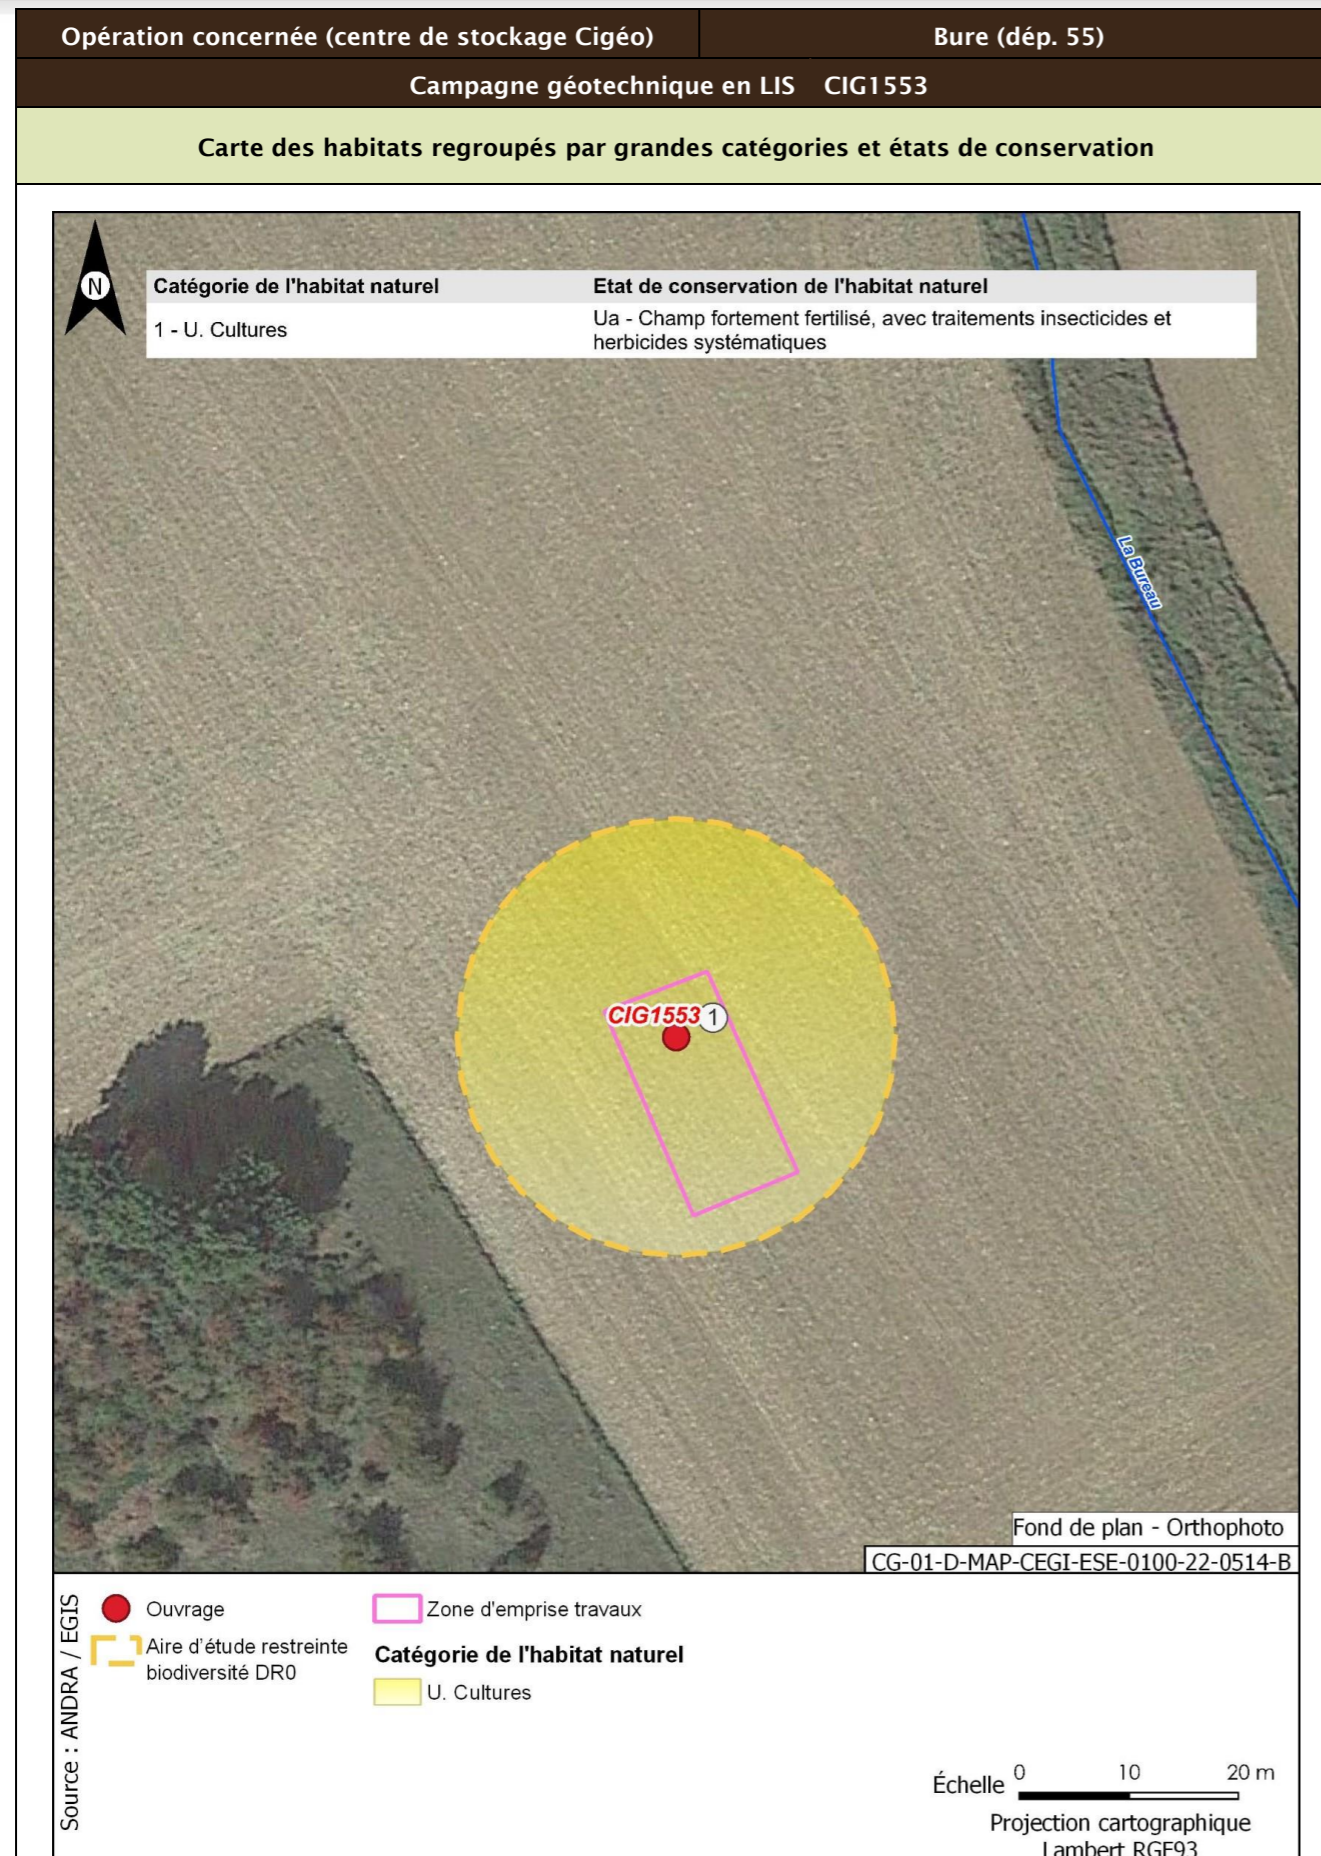 Opération concernée (centre de stockage Cigéo)
Bure (dép. 55)
Campagne géotechnique en LIS CIG1553
Carte des habitats regroupés par grandes catégories et états de conservation
N
Catégorie de l'habitat naturel
Etat de conservation de l'habitat naturel
1 - U. Cultures
Ua - Champ fortement fertilisé, avec traitements insecticides et
herbicides systématiques
La Bureau
CIG1553
1
Fond de plan - Orthophoto
CG-01-D-MAP-CEGI-ESE-0100-22-0514-B
Source : ANDRA / EGIS
Ouvrage
Aire d'étude restreinte
biodiversité DR0
Zone d'emprise travaux
Catégorie de l'habitat naturel
U. Cultures
Échelle
0 10 20 m
Projection cartographique
Lambert RGF93